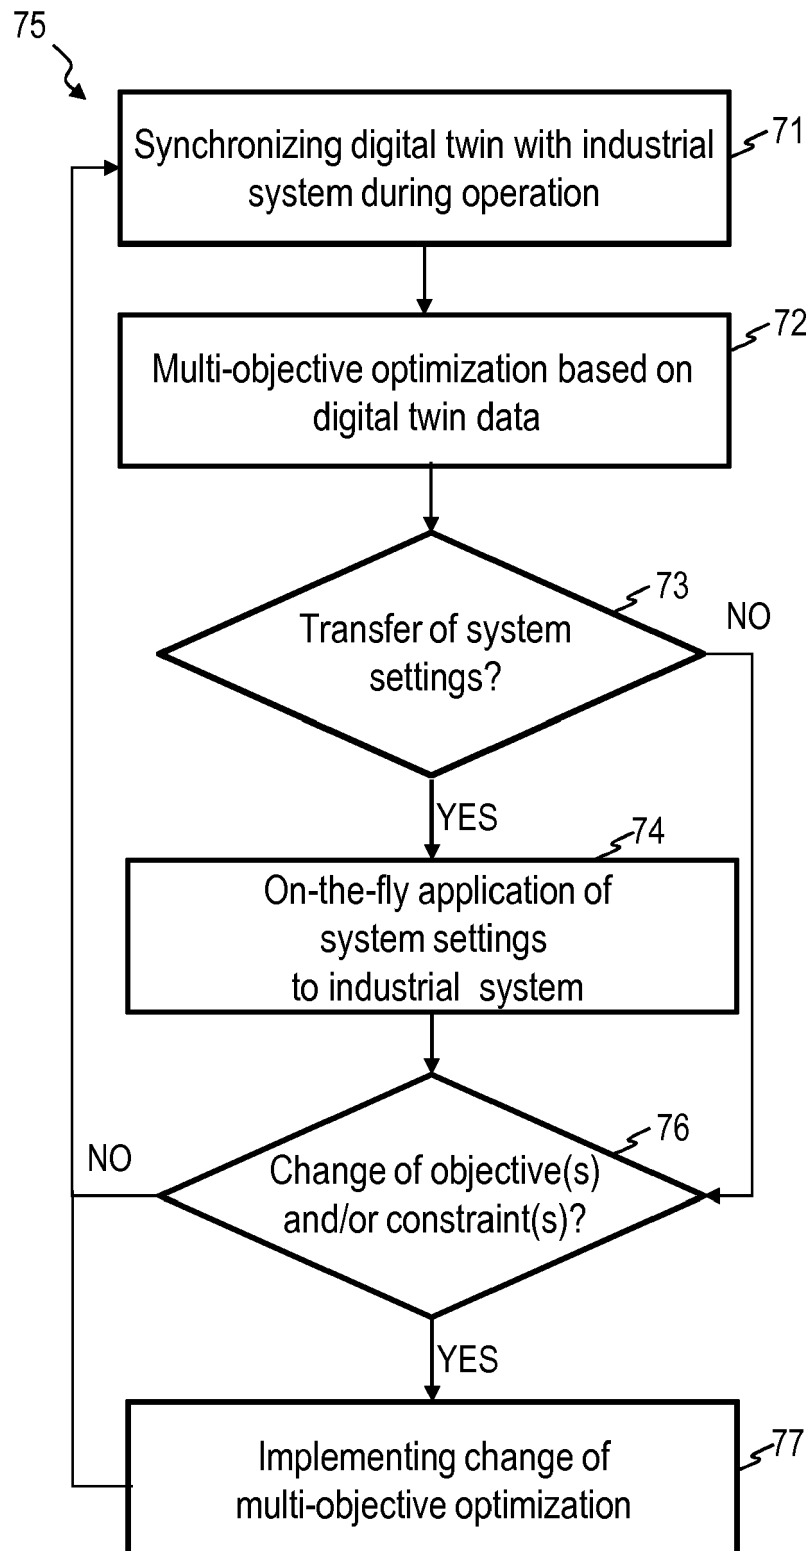 75
Synchronizing digital twin with industrial
system during operation
71
Multi-objective optimization based on
digital twin data
72
Transfer of system
settings?
73
NO
YES
On-the-fly application of
system settings
to industrial system
74
Change of objective(s)
and/or constraint(s)?
76
NO
YES
Implementing change of
multi-objective optimization
77